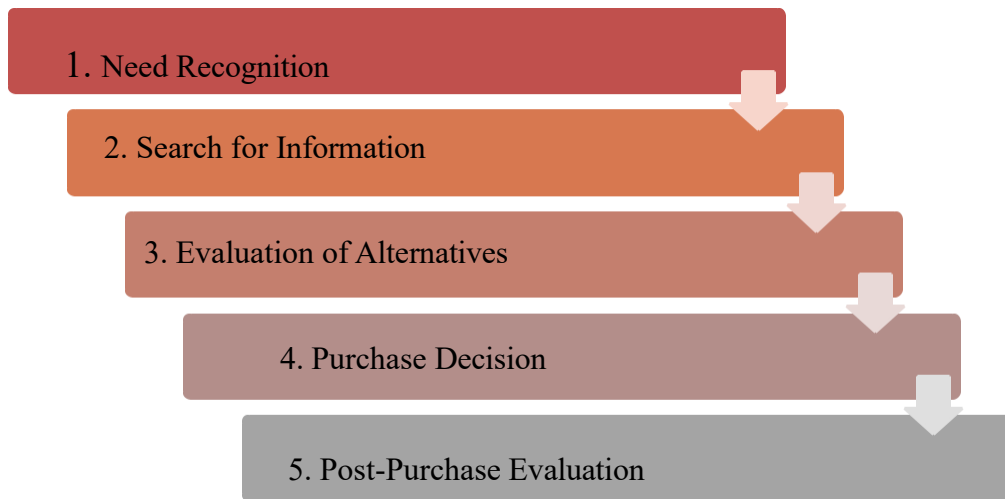 1. Need Recognition
2. Search for Information
3. Evaluation of Alternatives
4. Purchase Decision
5. Post-Purchase Evaluation